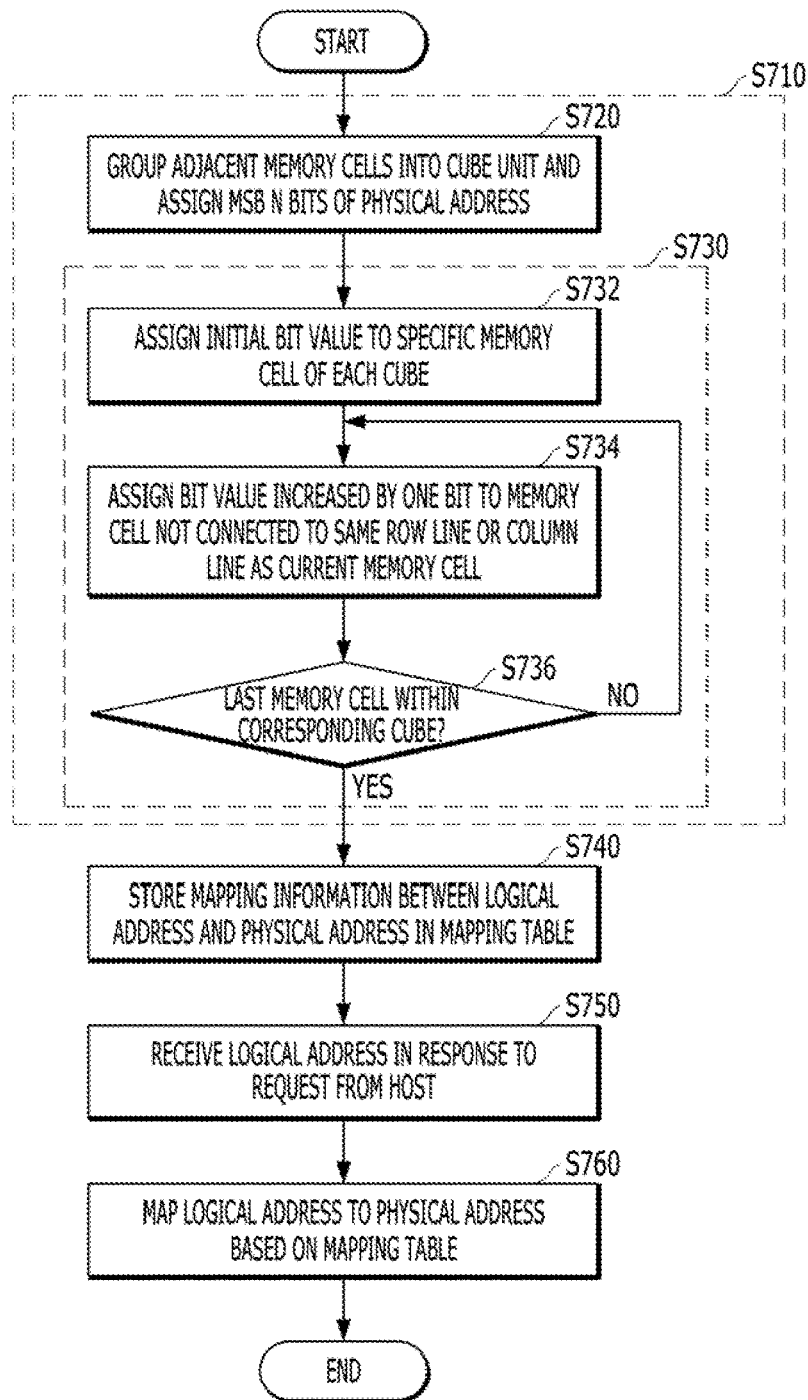 START
S710
S720
GROUP ADJACENT MEMORY CELLS INTO CUBE UNIT AND
ASSIGN MSB N BITS OF PHYSICAL ADDRESS
S730
S732
ASSIGN INITIAL BIT VALUE TO SPECIFIC MEMORY
CELL OF EACH CUBE
S734
ASSIGN BIT VALUE INCREASED BY ONE BIT TO MEMORY
CELL NOT CONNECTED TO SAME ROW LINE OR COLUMN
LINE AS CURRENT MEMORY CELL
S736
LAST MEMORY CELL WITHIN
CORRESPONDING CUBE?
NO
YES
S740
STORE MAPPING INFORMATION BETWEEN LOGICAL
ADDRESS AND PHYSICAL ADDRESS IN MAPPING TABLE
S750
RECEIVE LOGICAL ADDRESS IN RESPONSE TO
REQUEST FROM HOST
S760
MAP LOGICAL ADDRESS TO PHYSICAL ADDRESS
BASED ON MAPPING TABLE
END